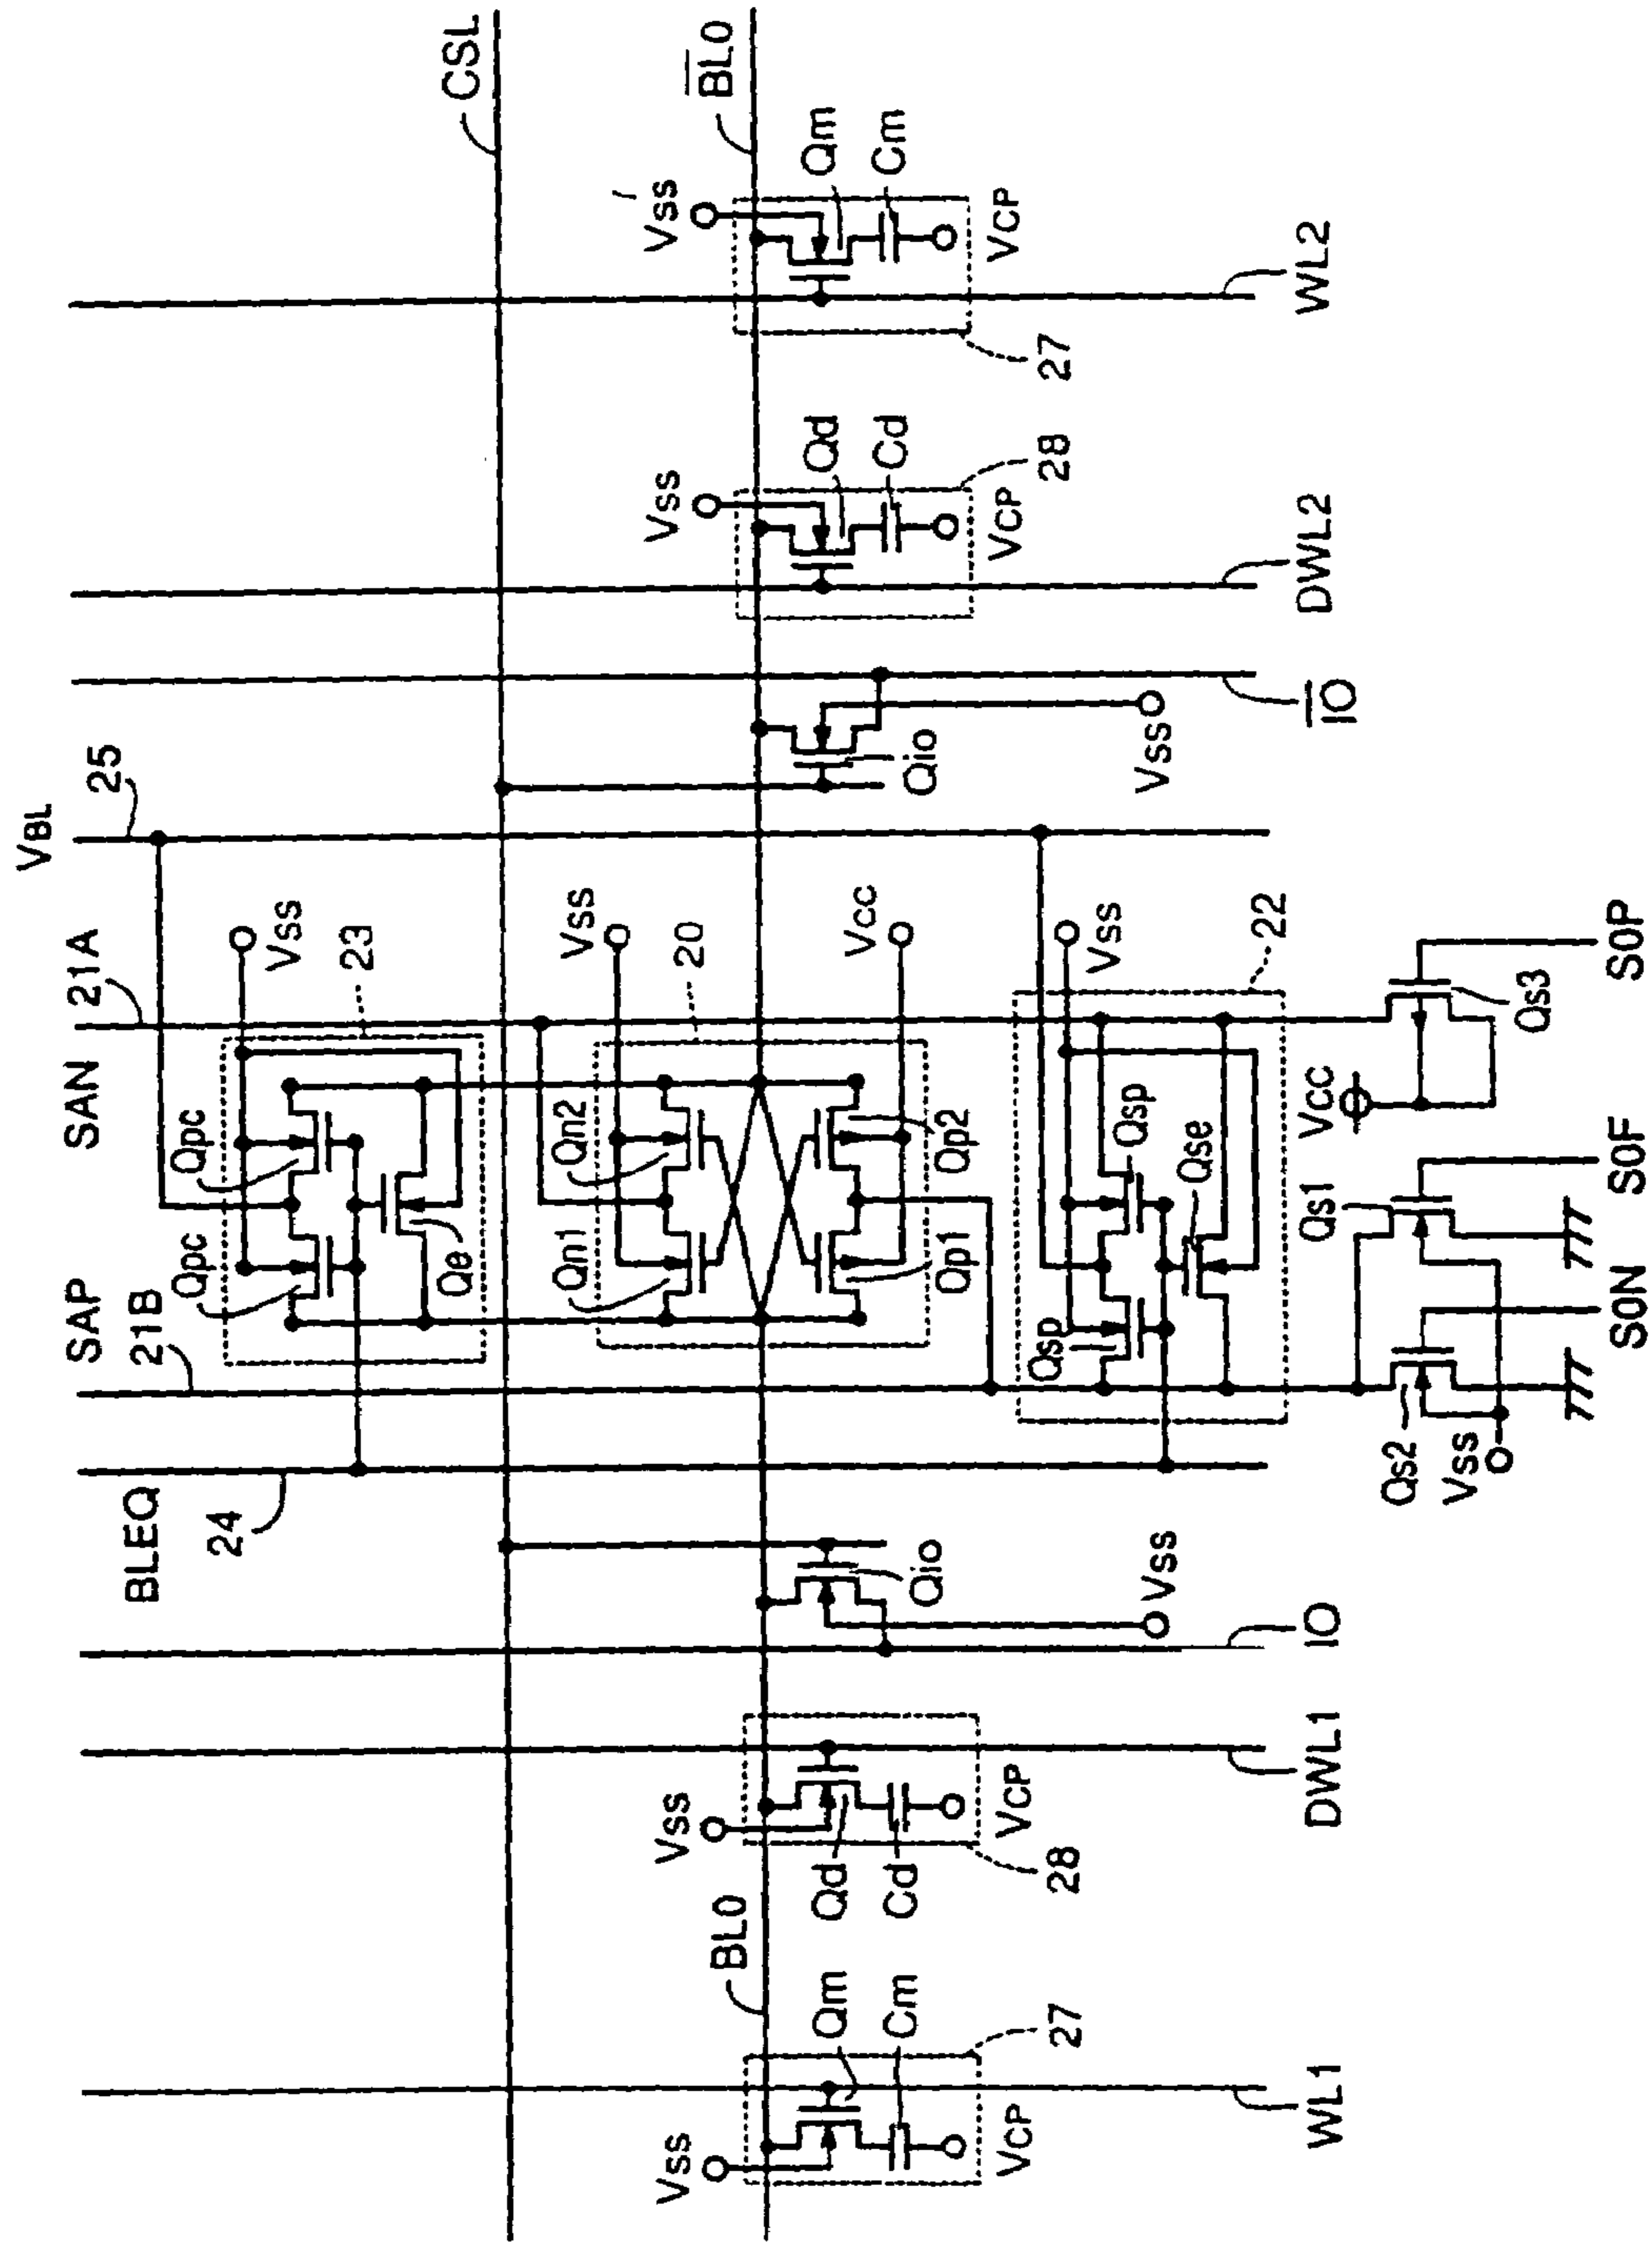 VBL
SAP
SAN
21A
BLEQ
21B
25
Qpc
Qpc
24
Vss
23
Qe
CSL
Qn1
Qn2
Vss
Vss
Vss
Vss
Vss
20
BL0
B̅L̅0̅
Qm
Qd
Qd
Qm
Vcc
Cm
Cd
Cd
Cm
Qio
Qio
Qp1
Qp2
VCP
VCP
VCP
VCP
27
28
Qsp
28
27
Vss
Qsp
Vss
Vss
Qse
22
WL1
DWL1
IO
Qs1
Vcc
I̅O̅
DWL2
WL2
Qs2
Vss
Qs3
S0N
S0F
S0P